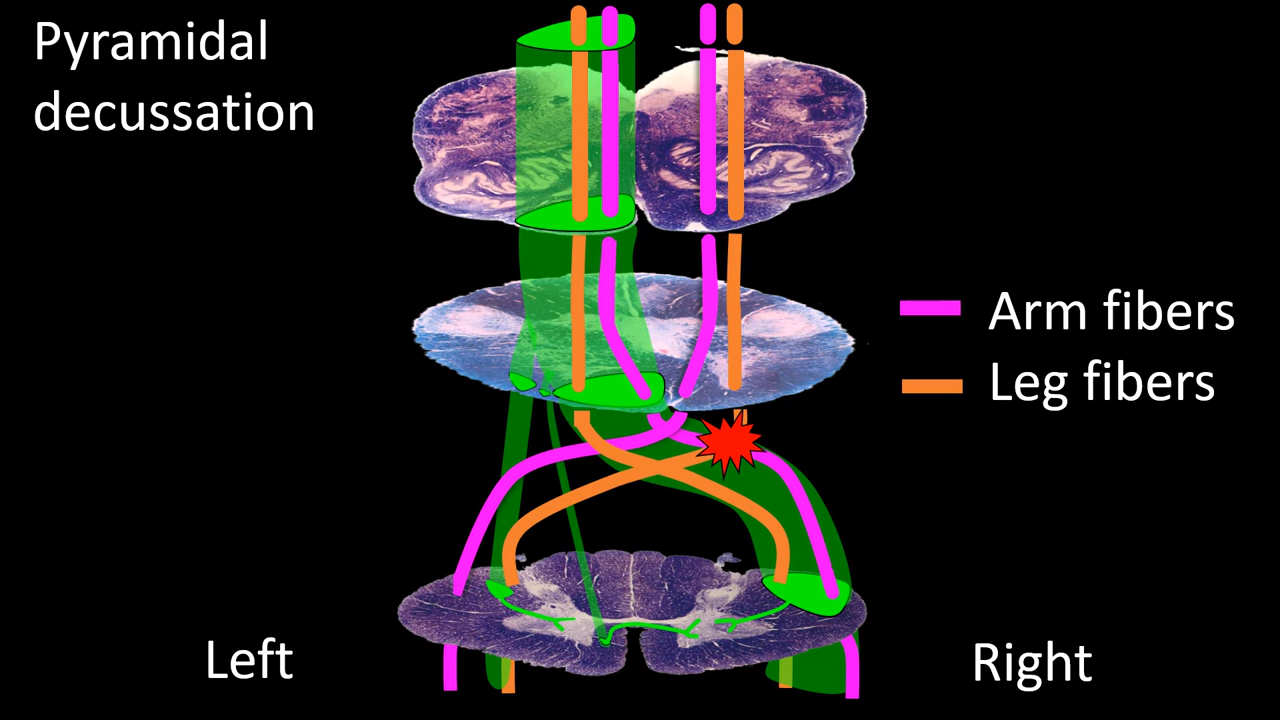 Pyramidal
decussation
Arm fibers
Leg fibers
Left
Right